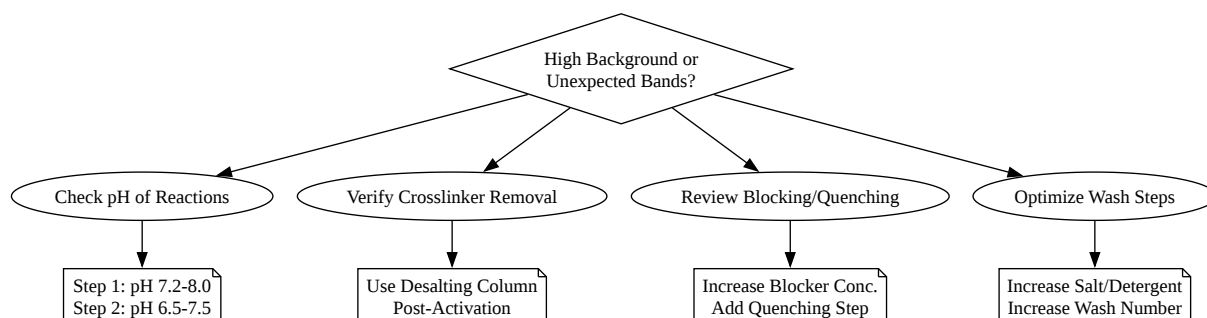 High Background or
Unexpected Bands?
Check pH of Reactions
Verify Crosslinker Removal
Review Blocking/Quenching
Optimize Wash Steps
Step 1: pH 7.2-8.0
Step 2: pH 6.5-7.5
Use Desalting Column
Post-Activation
Increase Blocker Conc.
Add Quenching Step
Increase Salt/Detergent
Increase Wash Number